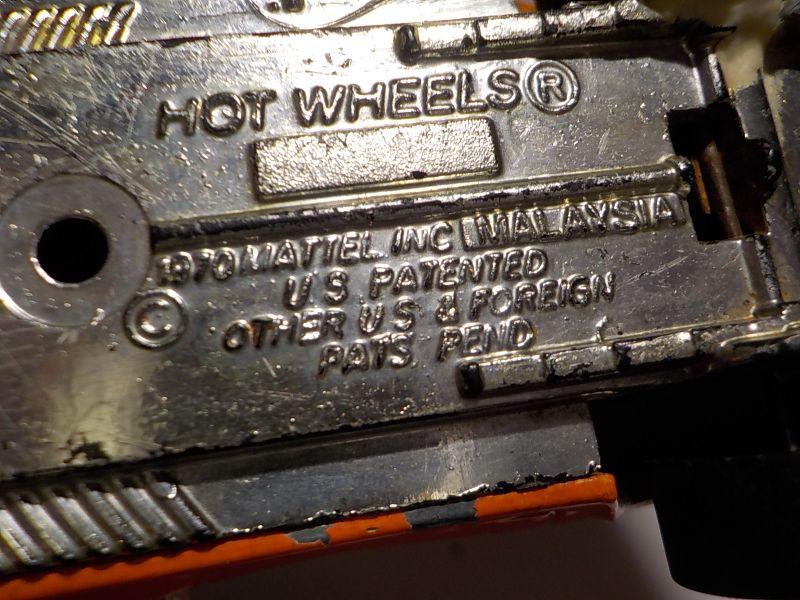 HOT WHEELS®
1970 MATTEL INC MALAYSIA
© U S PATENTED
OTHER U S & FOREIGN
PATS. PEND